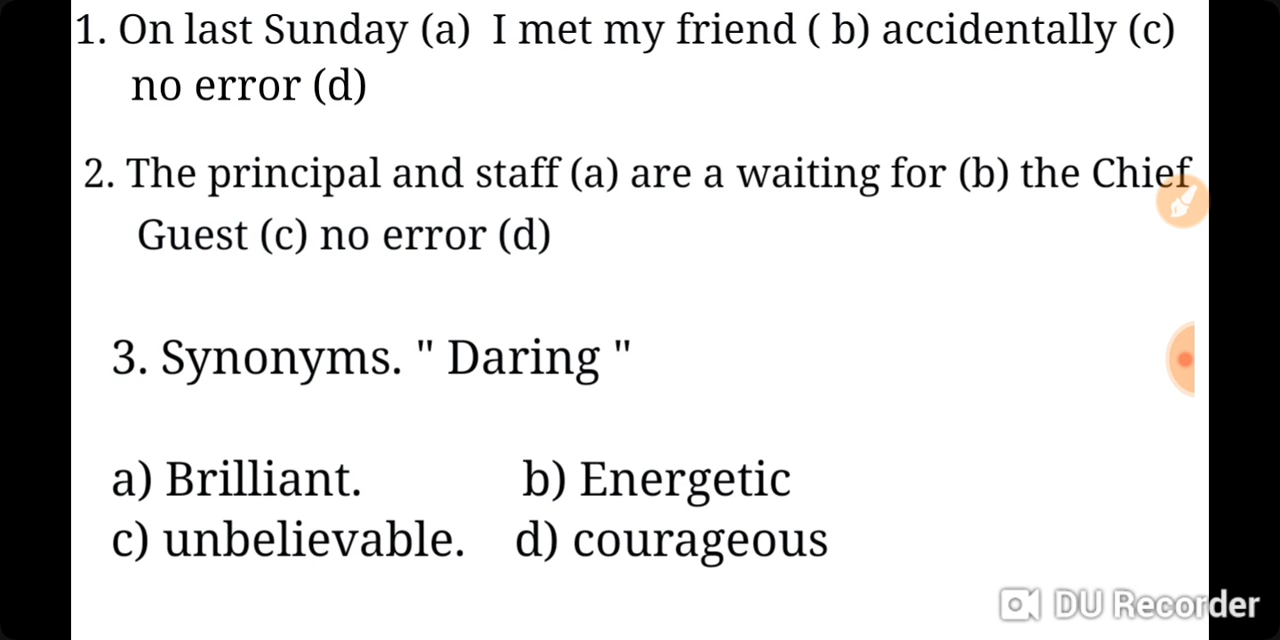 1. On last Sunday (a) I met my friend ( b) accidentally (c)
no error (d)
2. The principal and staff (a) are a waiting for (b) the Chief
Guest (c) no error (d)
3. Synonyms. " Daring "
a) Brilliant. b) Energetic
c) unbelievable. d) courageous
DU Recorder